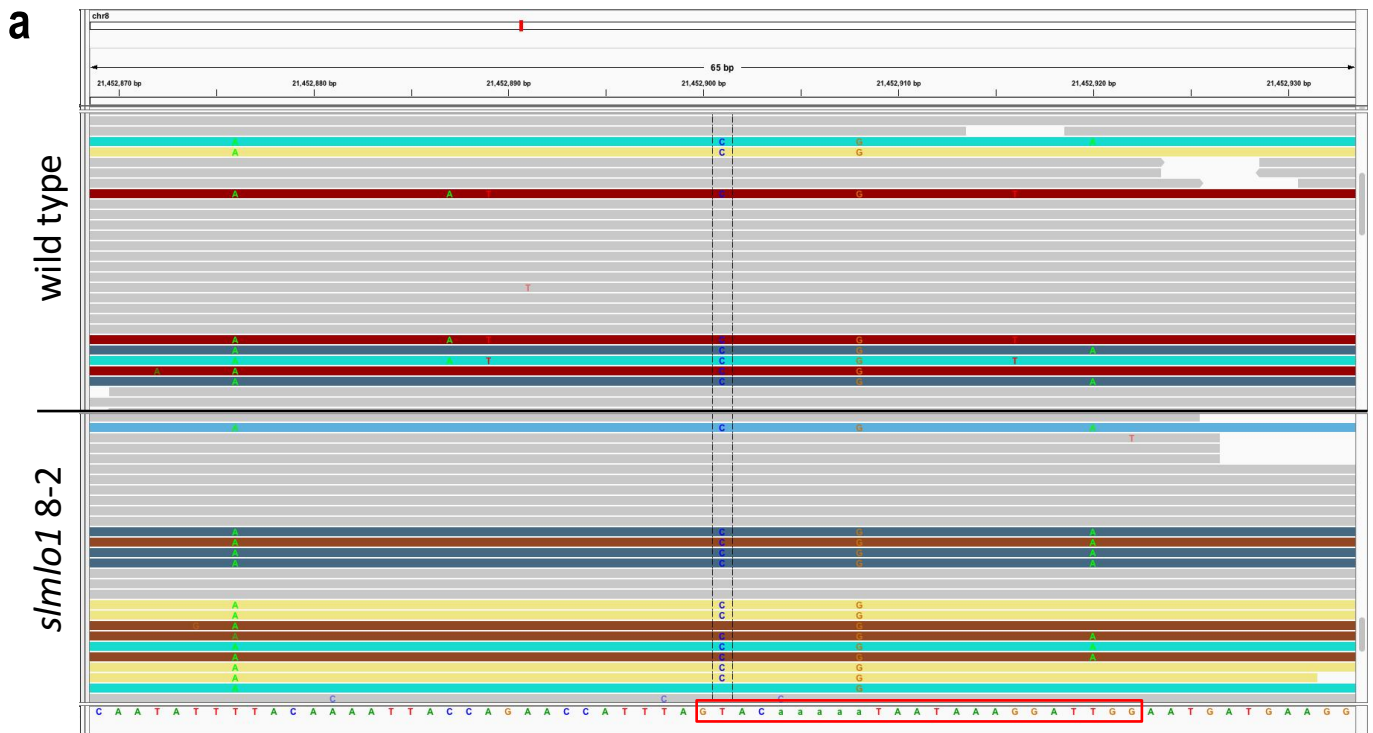 a
chr8
65 bp
21,452,870 bp 21,452,880 bp 21,452,890 bp 21,452,900 bp 21,452,910 bp 21,452,920 bp 21,452,930 bp
wild type
A C G A
A C G
A A T C G T
T
A A T C G T
A C G A
A A T C G T
A A C G
A C G A
slmlo1 8-2
A C G A
T
A C G A
A C G A
A C G A
A C G A
A C G
A C G
G A G
A C G A
A C G A
A C G A
A C G
A C G
A G
C C C
C A A T A T T T T A C A A A A T T A C C A G A A C C A T T T A G T A C a a a a a T A A T A A A G G A T T G G A A T G A T G A A G G